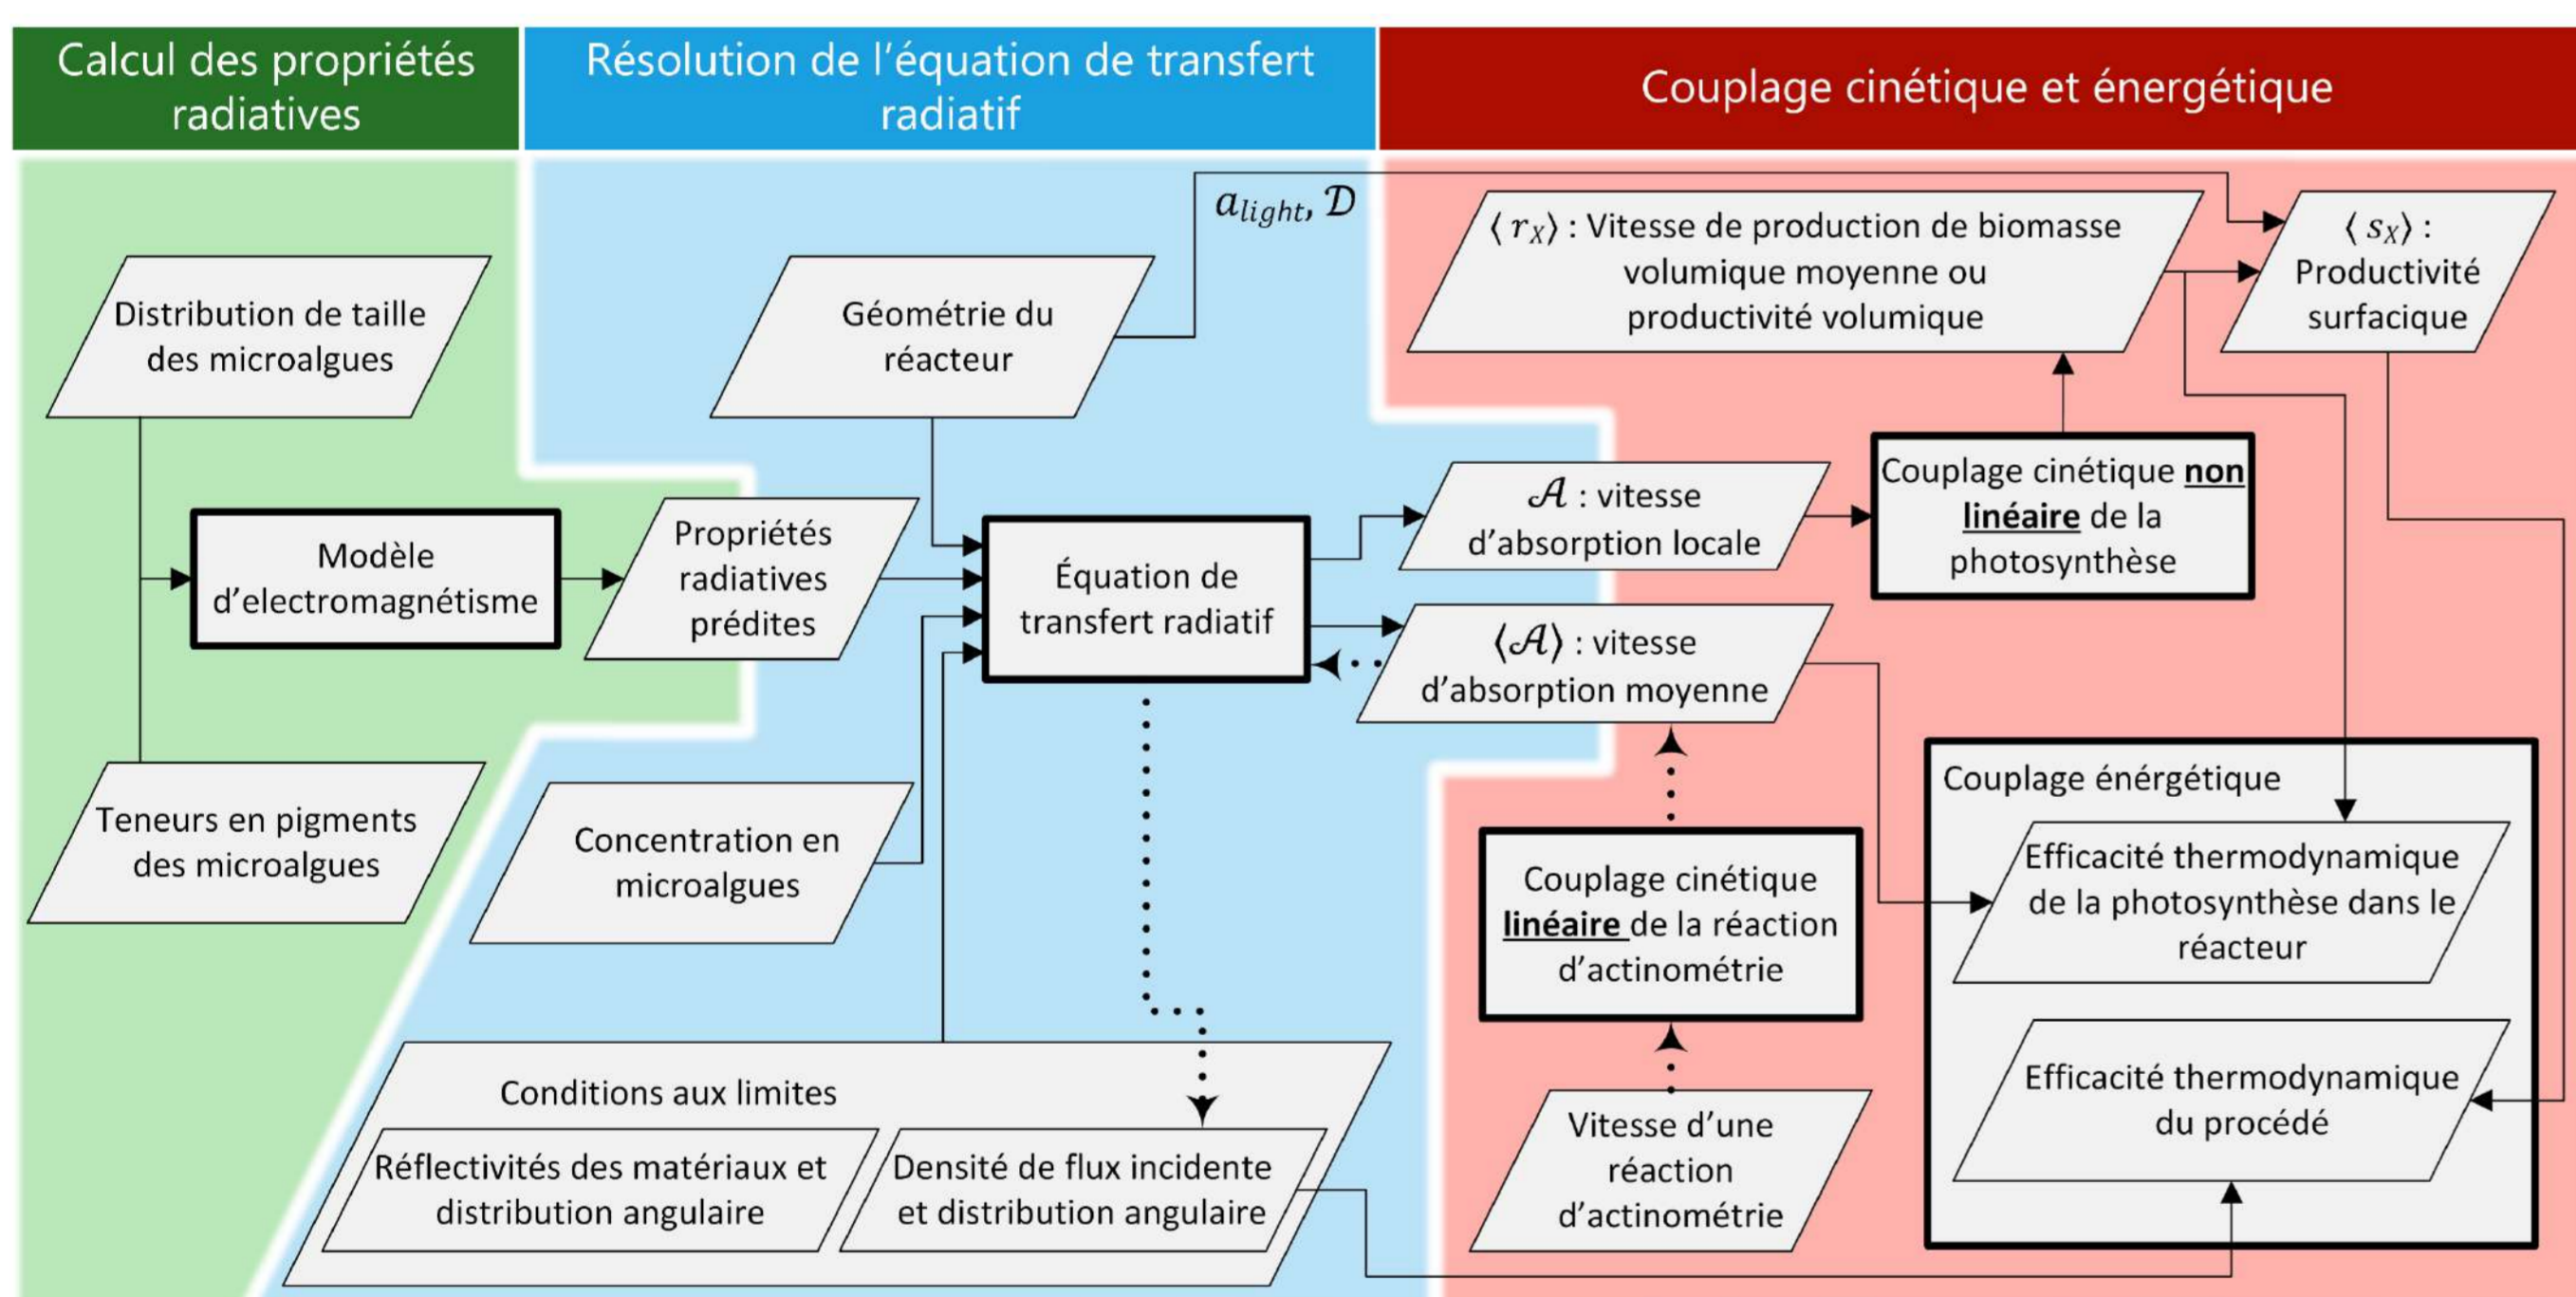 Calcul des propriétés
radiatives
Résolution de l'équation de transfert
radiatif
Couplage cinétique et énergétique
Distribution de taille
des microalgues
Modèle
d'electromagnétisme
Teneurs en pigments
des microalgues
Propriétés
radiatives
prédites
Géométrie du
réacteur
a_light, 𝒟
Équation de
transfert radiatif
Concentration en
microalgues
Conditions aux limites
Réflectivités des matériaux et
distribution angulaire
Densité de flux incidente
et distribution angulaire
⟨ r_X⟩ : Vitesse de production de biomasse
volumique moyenne ou
productivité volumique
⟨ s_X⟩ :
Productivité
surfacique
𝒜 : vitesse
d'absorption locale
Couplage cinétique non
linéaire de la
photosynthèse
⟨𝒜⟩ : vitesse
d'absorption moyenne
Couplage cinétique
linéaire de la réaction
d'actinométrie
Vitesse d'une
réaction
d'actinométrie
Couplage énérgétique
Efficacité thermodynamique
de la photosynthèse dans le
réacteur
Efficacité thermodynamique
du procédé